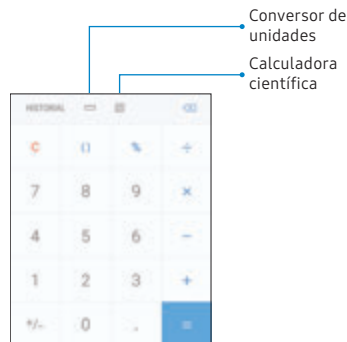 Conversor de
unidades
Calculadora
científica
HISTORIAL
C () % ÷
7 8 9 ×
4 5 6 −
1 2 3 +
+/− 0 . =